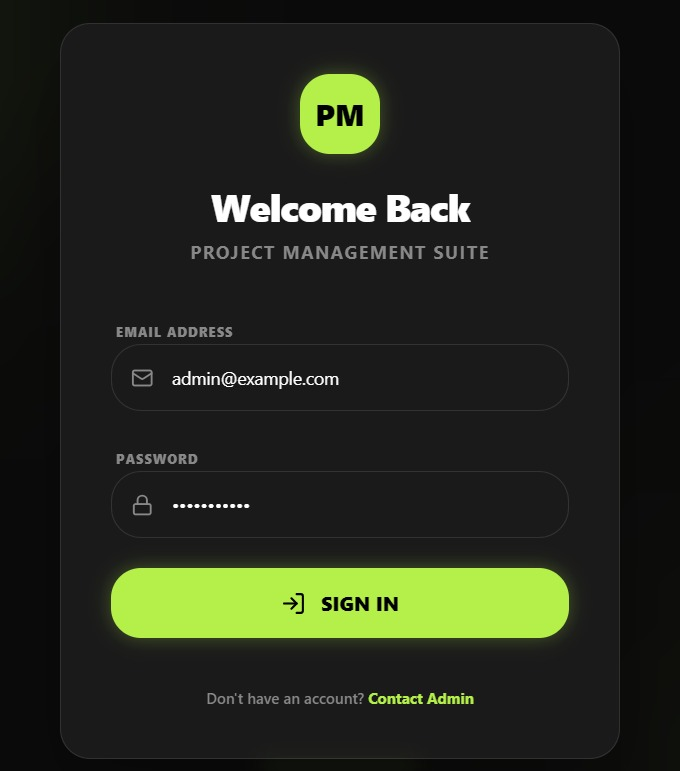 PM
Welcome Back
PROJECT MANAGEMENT SUITE
EMAIL ADDRESS
admin@example.com
PASSWORD
•••••••••••
SIGN IN
Don't have an account? Contact Admin